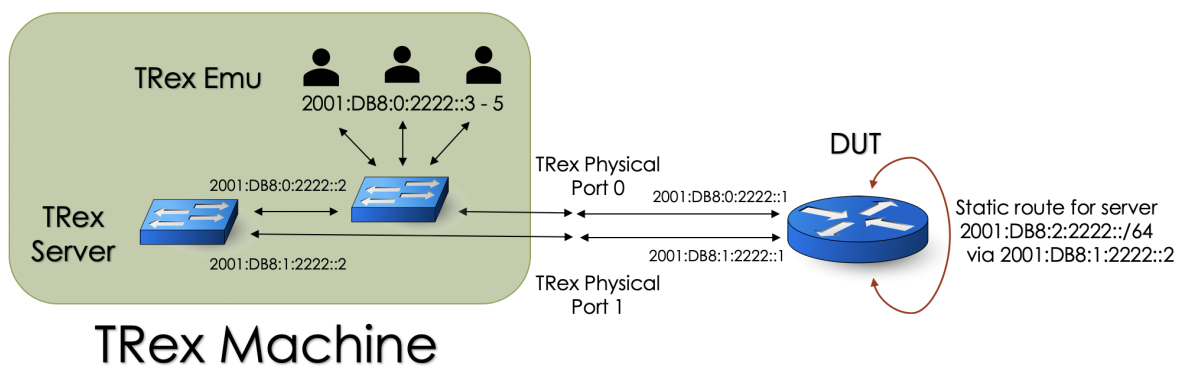 TRex Emu
2001:DB8:0:2222::3 - 5
DUT
TRex Physical
Port 0
2001:DB8:0:2222::2
2001:DB8:0:2222::1
TRex
Server
Static route for server
2001:DB8:2:2222::/64
via 2001:DB8:1:2222::2
2001:DB8:1:2222::2
2001:DB8:1:2222::1
TRex Physical
Port 1
TRex Machine